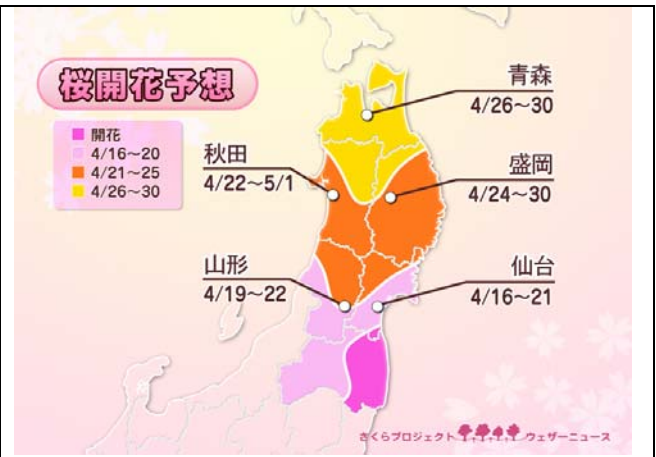 桜開花予想
開花
4/16～20
4/21～25
4/26～30
青森
4/26～30
秋田
4/22～5/1
盛岡
4/24～30
山形
4/19～22
仙台
4/16～21
さくらプロジェクト ウェザーニュース